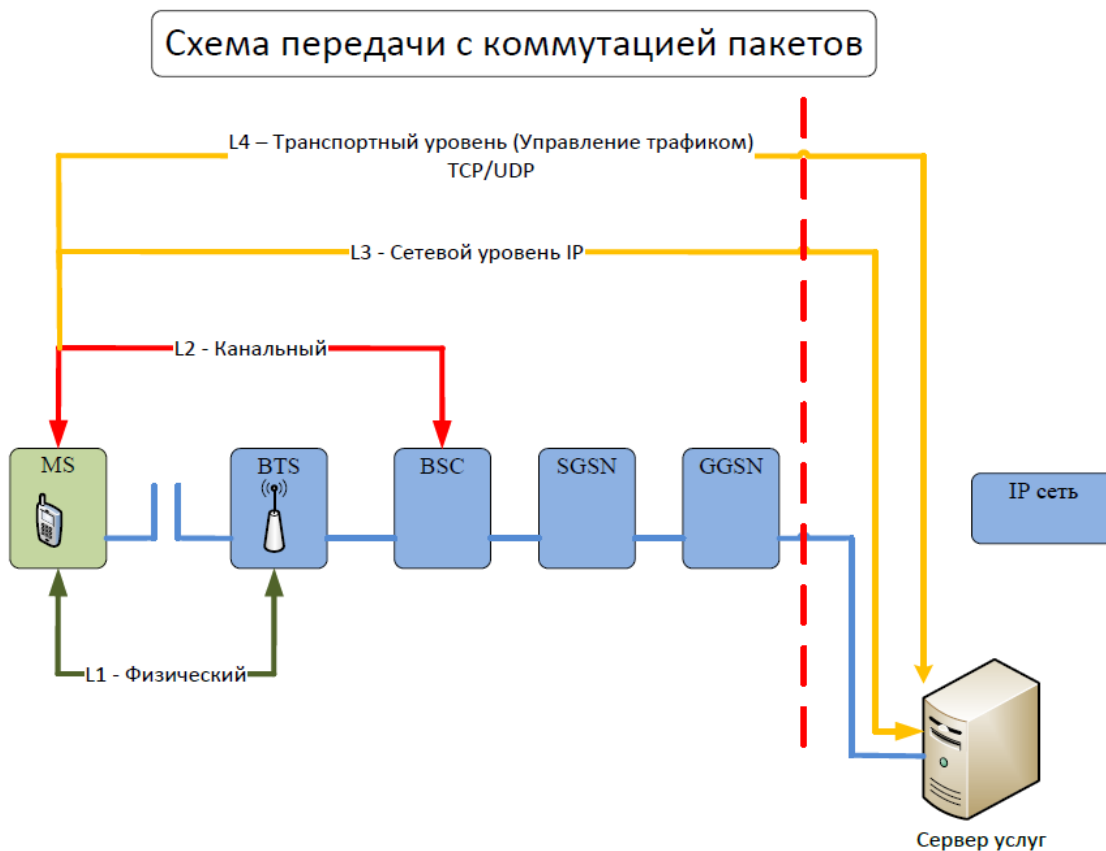 Схема передачи с коммутацией пакетов
L4 – Транспортный уровень (Управление трафиком)
TCP/UDP
L3 - Сетевой уровень IP
L2 - Канальный
MS
BTS
BSC
SGSN
GGSN
IP сеть
L1 - Физический
Сервер услуг